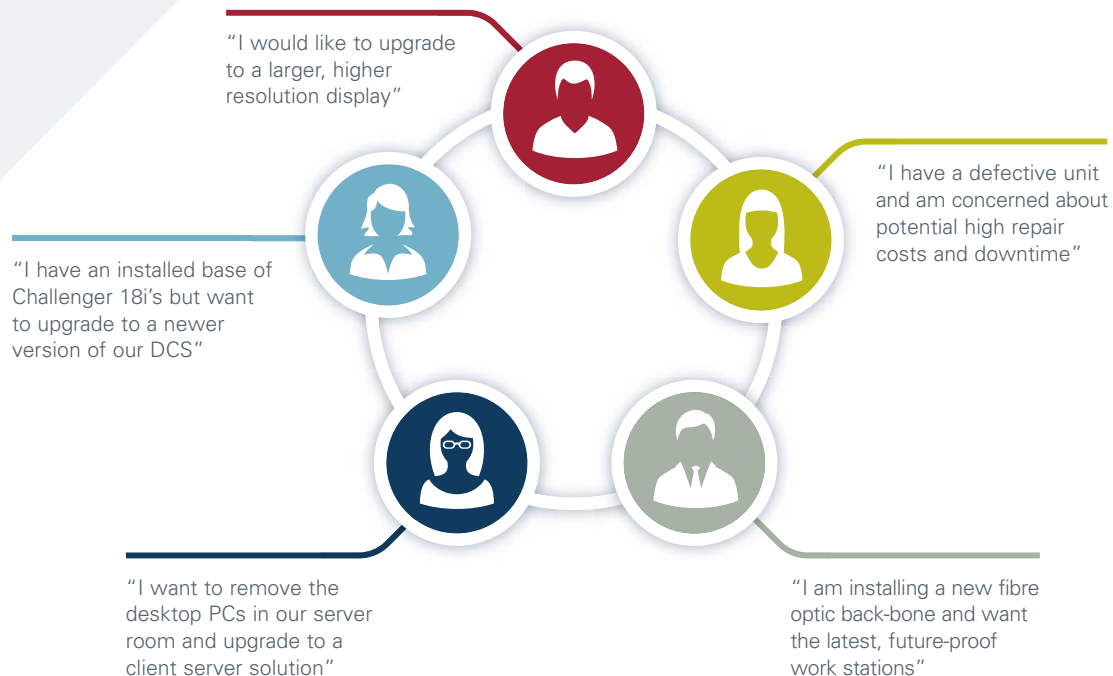 “I would like to upgrade
to a larger, higher
resolution display”
“I have a defective unit
and am concerned about
potential high repair
costs and downtime”
“I have an installed base of
Challenger 18i’s but want
to upgrade to a newer
version of our DCS”
“I want to remove the
desktop PCs in our server
room and upgrade to a
client server solution”
“I am installing a new fibre
optic back-bone and want
the latest, future-proof
work stations”